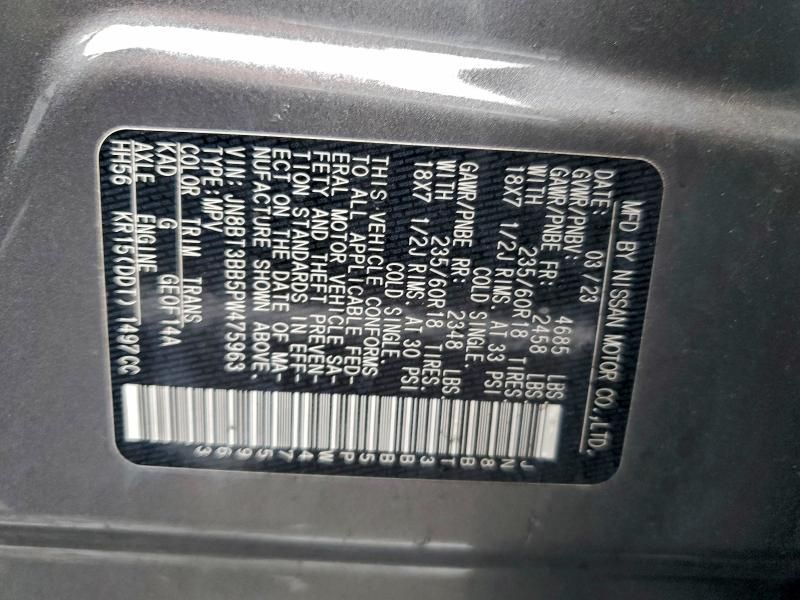 MFD BY NISSAN MOTOR CO.,LTD.
DATE: 03/23
GVWR/PNBV: 4685 LBS.
GAWR/PNBE FR: 2458 LBS.
WITH 235/60R18 TIRES
18X7 1/2J RIMS. AT 33 PSI
COLD SINGLE.
GAWR/PNBE RR: 2348 LBS.
WITH 235/60R18 TIRES
18X7 1/2J RIMS. AT 30 PSI
COLD SINGLE.
THIS VEHICLE CONFORMS
TO ALL APPLICABLE FED-
ERAL MOTOR VEHICLE SA-
FETY AND THEFT PREVEN-
TION STANDARDS IN EFF-
ECT ON THE DATE OF MA-
NUFACTURE SHOWN ABOVE.
VIN: JN8BT3BB5PW475963
TYPE: MPV
COLOR TRIM TRANS
KAD G GE0F14A
AXLE ENGINE
HH56 KR15(DDT) 1497CC
JN8BT3BB5PW475963